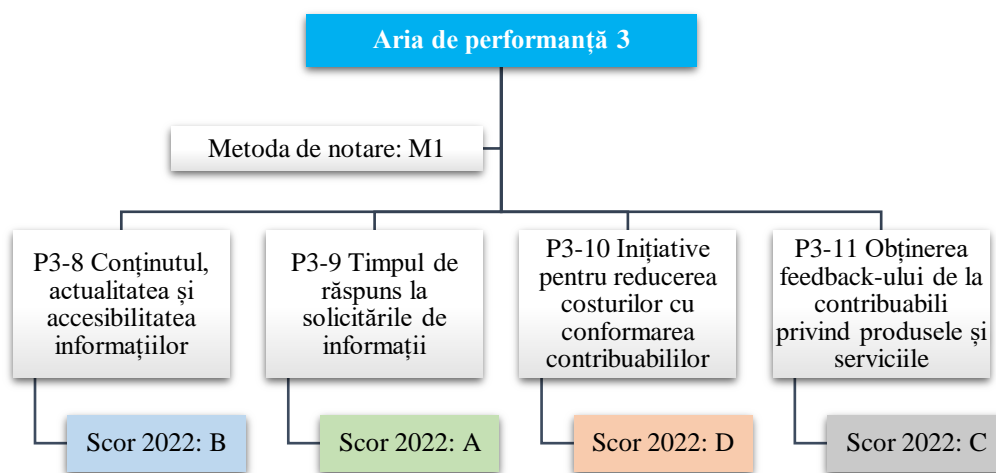 Aria de performanță 3
Metoda de notare: M1
P3-8 Conținutul,
actualitatea și
accesibilitatea
informațiilor
P3-9 Timpul de
răspuns la
solicitările de
informații
P3-10 Inițiative
pentru reducerea
costurilor cu
conformarea
contribuabililor
P3-11 Obținerea
feedback-ului de la
contribuabili
privind produsele și
serviciile
Scor 2022: B
Scor 2022: A
Scor 2022: D
Scor 2022: C